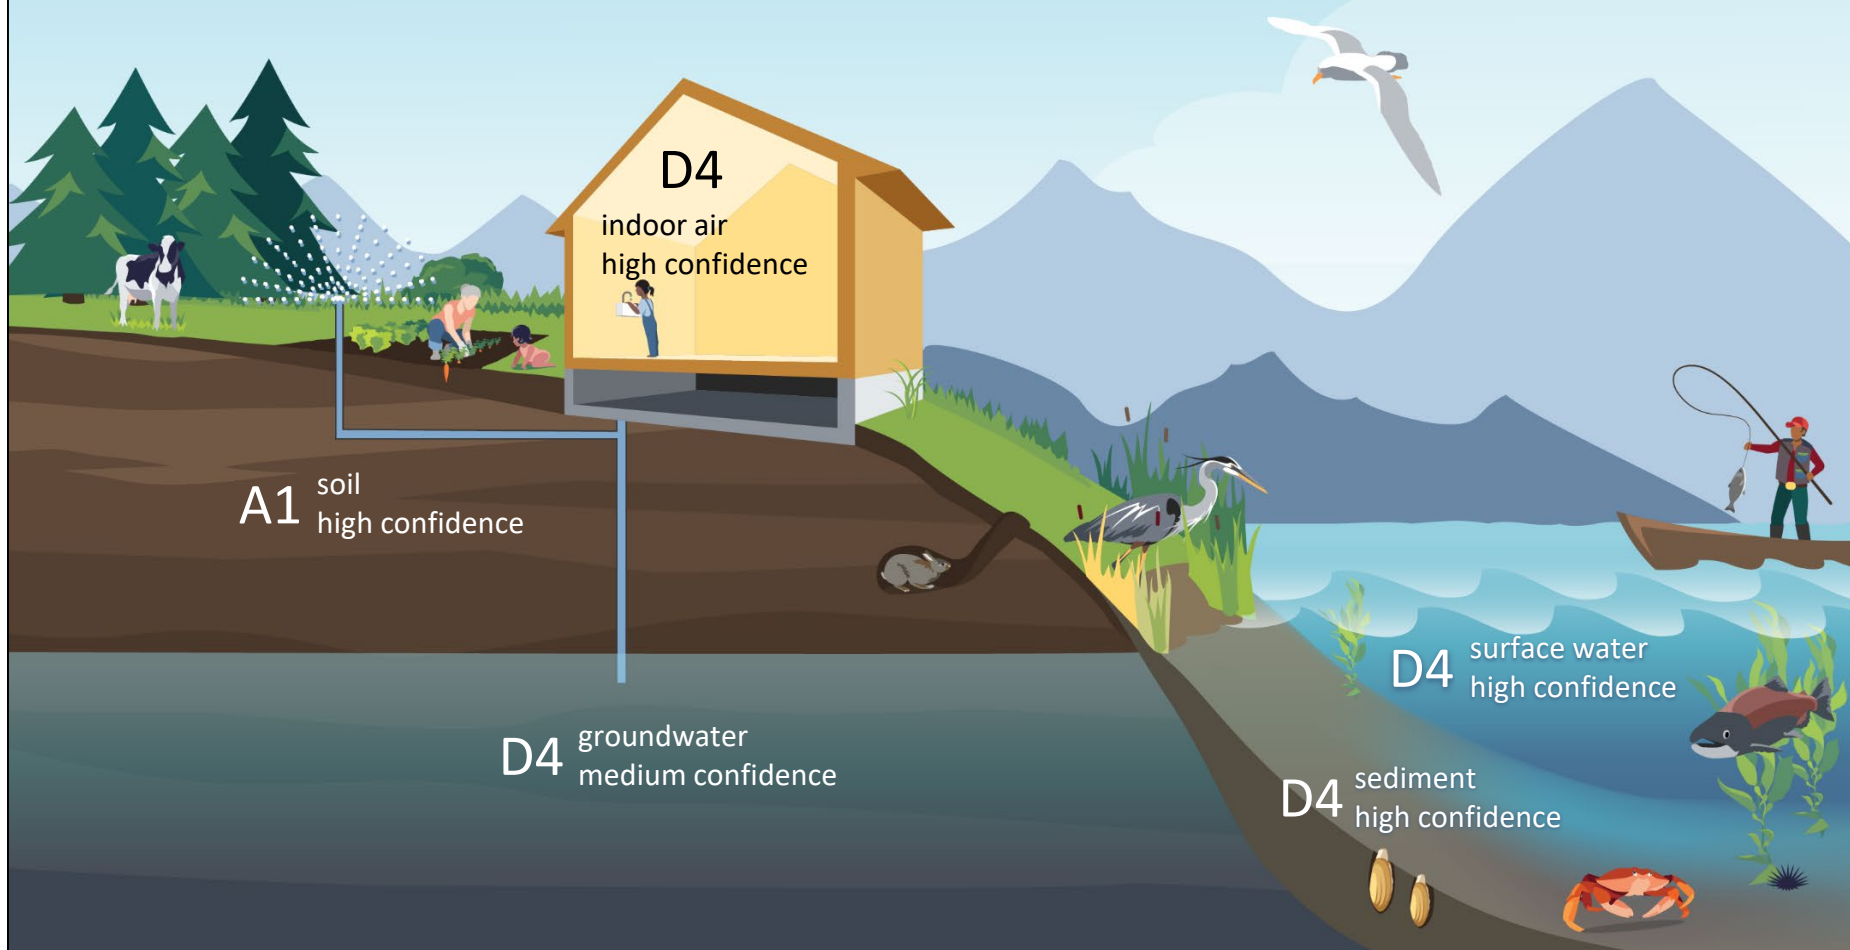 D4
indoor air
high confidence
A1
soil
high confidence
D4
groundwater
medium confidence
D4
surface water
high confidence
D4
sediment
high confidence